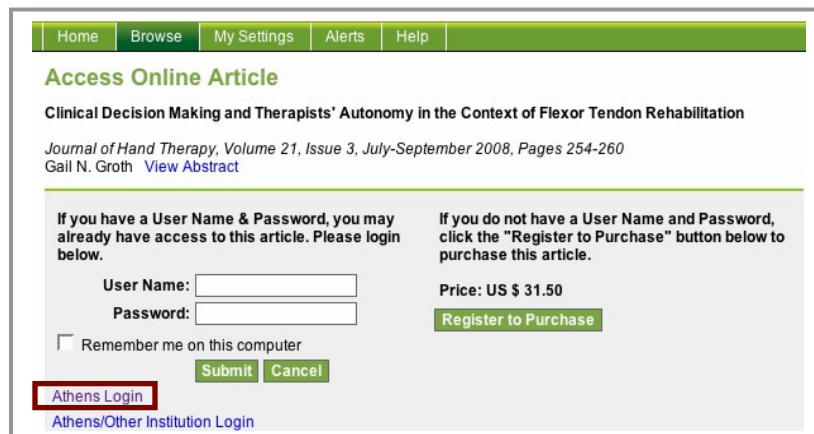 Home Browse My Settings Alerts Help
Access Online Article
Clinical Decision Making and Therapists' Autonomy in the Context of Flexor Tendon Rehabilitation
Journal of Hand Therapy, Volume 21, Issue 3, July-September 2008, Pages 254-260
Gail N. Groth View Abstract
If you have a User Name & Password, you may
already have access to this article. Please login
below.
User Name:
Password:
Remember me on this computer
Submit Cancel
Athens Login
Athens/Other Institution Login
If you do not have a User Name and Password,
click the "Register to Purchase" button below to
purchase this article.
Price: US $ 31.50
Register to Purchase